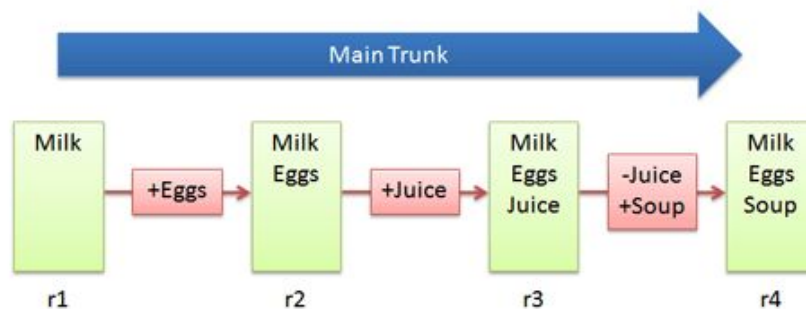 Main Trunk
Milk
+Eggs
Milk
Eggs
+Juice
Milk
Eggs
Juice
-Juice
+Soup
Milk
Eggs
Soup
r1
r2
r3
r4